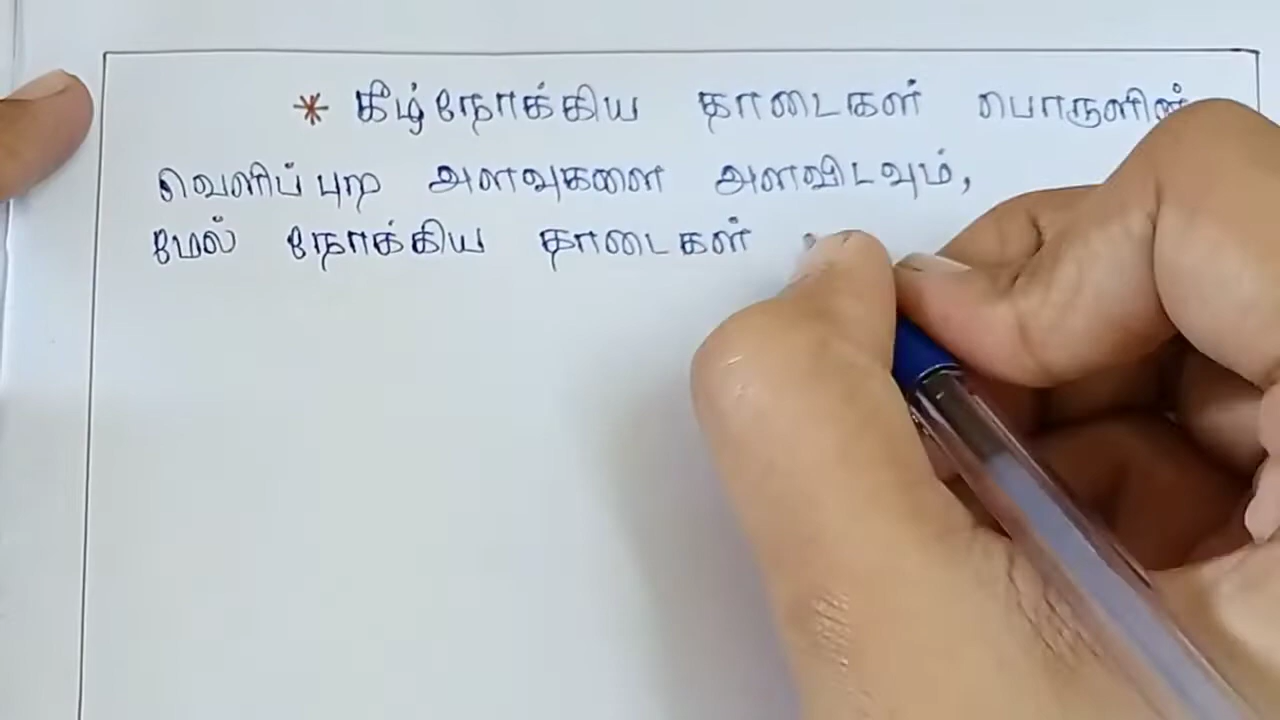 * கீழ்நோக்கிய தாடைகள் பொருளின்
வெளிப்புற அளவுகளை அளவிடவும்,
மேல் நோக்கிய தாடைகள்